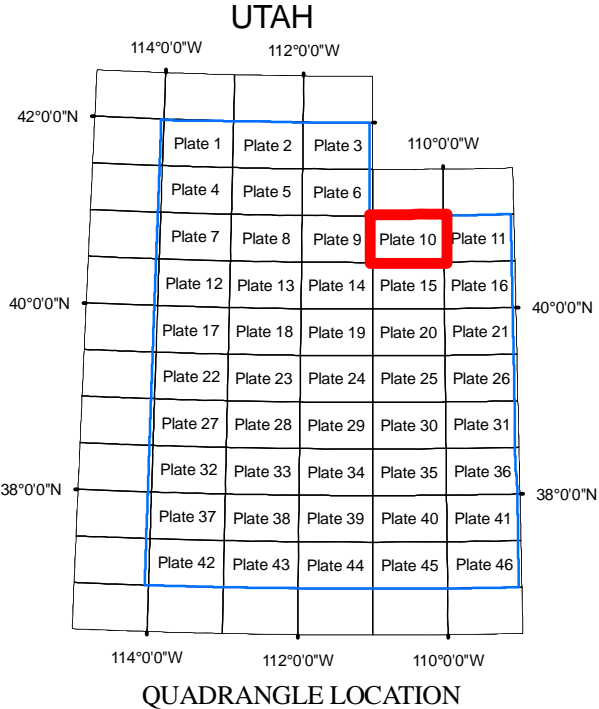 UTAH
114°0'0"W 112°0'0"W
42°0'0"N
Plate 1 Plate 2 Plate 3 110°0'0"W
Plate 4 Plate 5 Plate 6
Plate 7 Plate 8 Plate 9 Plate 10 Plate 11
Plate 12 Plate 13 Plate 14 Plate 15 Plate 16
40°0'0"N 40°0'0"N
Plate 17 Plate 18 Plate 19 Plate 20 Plate 21
Plate 22 Plate 23 Plate 24 Plate 25 Plate 26
Plate 27 Plate 28 Plate 29 Plate 30 Plate 31
Plate 32 Plate 33 Plate 34 Plate 35 Plate 36
38°0'0"N 38°0'0"N
Plate 37 Plate 38 Plate 39 Plate 40 Plate 41
Plate 42 Plate 43 Plate 44 Plate 45 Plate 46
114°0'0"W 112°0'0"W 110°0'0"W
QUADRANGLE LOCATION